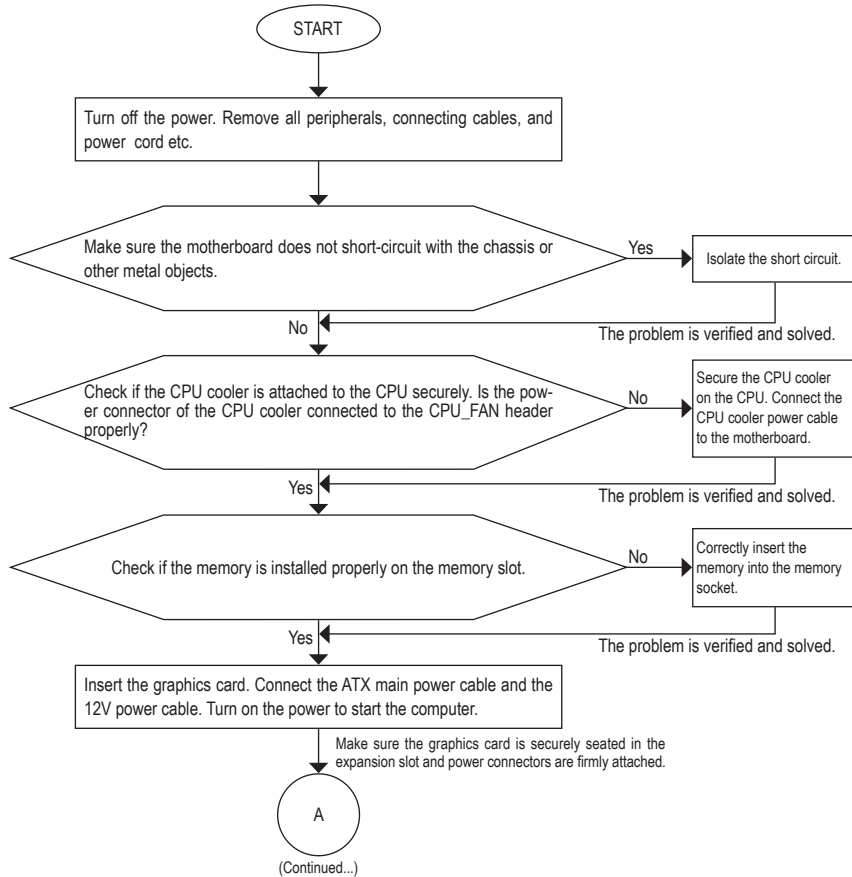 START
Turn off the power. Remove all peripherals, connecting cables, and
power cord etc.
Make sure the motherboard does not short-circuit with the chassis or
other metal objects.
Yes
Isolate the short circuit.
No
The problem is verified and solved.
Check if the CPU cooler is attached to the CPU securely. Is the pow-
er connector of the CPU cooler connected to the CPU_FAN header
properly?
No
Secure the CPU cooler
on the CPU. Connect the
CPU cooler power cable
to the motherboard.
Yes
The problem is verified and solved.
Check if the memory is installed properly on the memory slot.
No
Correctly insert the
memory into the memory
socket.
Yes
The problem is verified and solved.
Insert the graphics card. Connect the ATX main power cable and the
12V power cable. Turn on the power to start the computer.
Make sure the graphics card is securely seated in the
expansion slot and power connectors are firmly attached.
A
(Continued...)